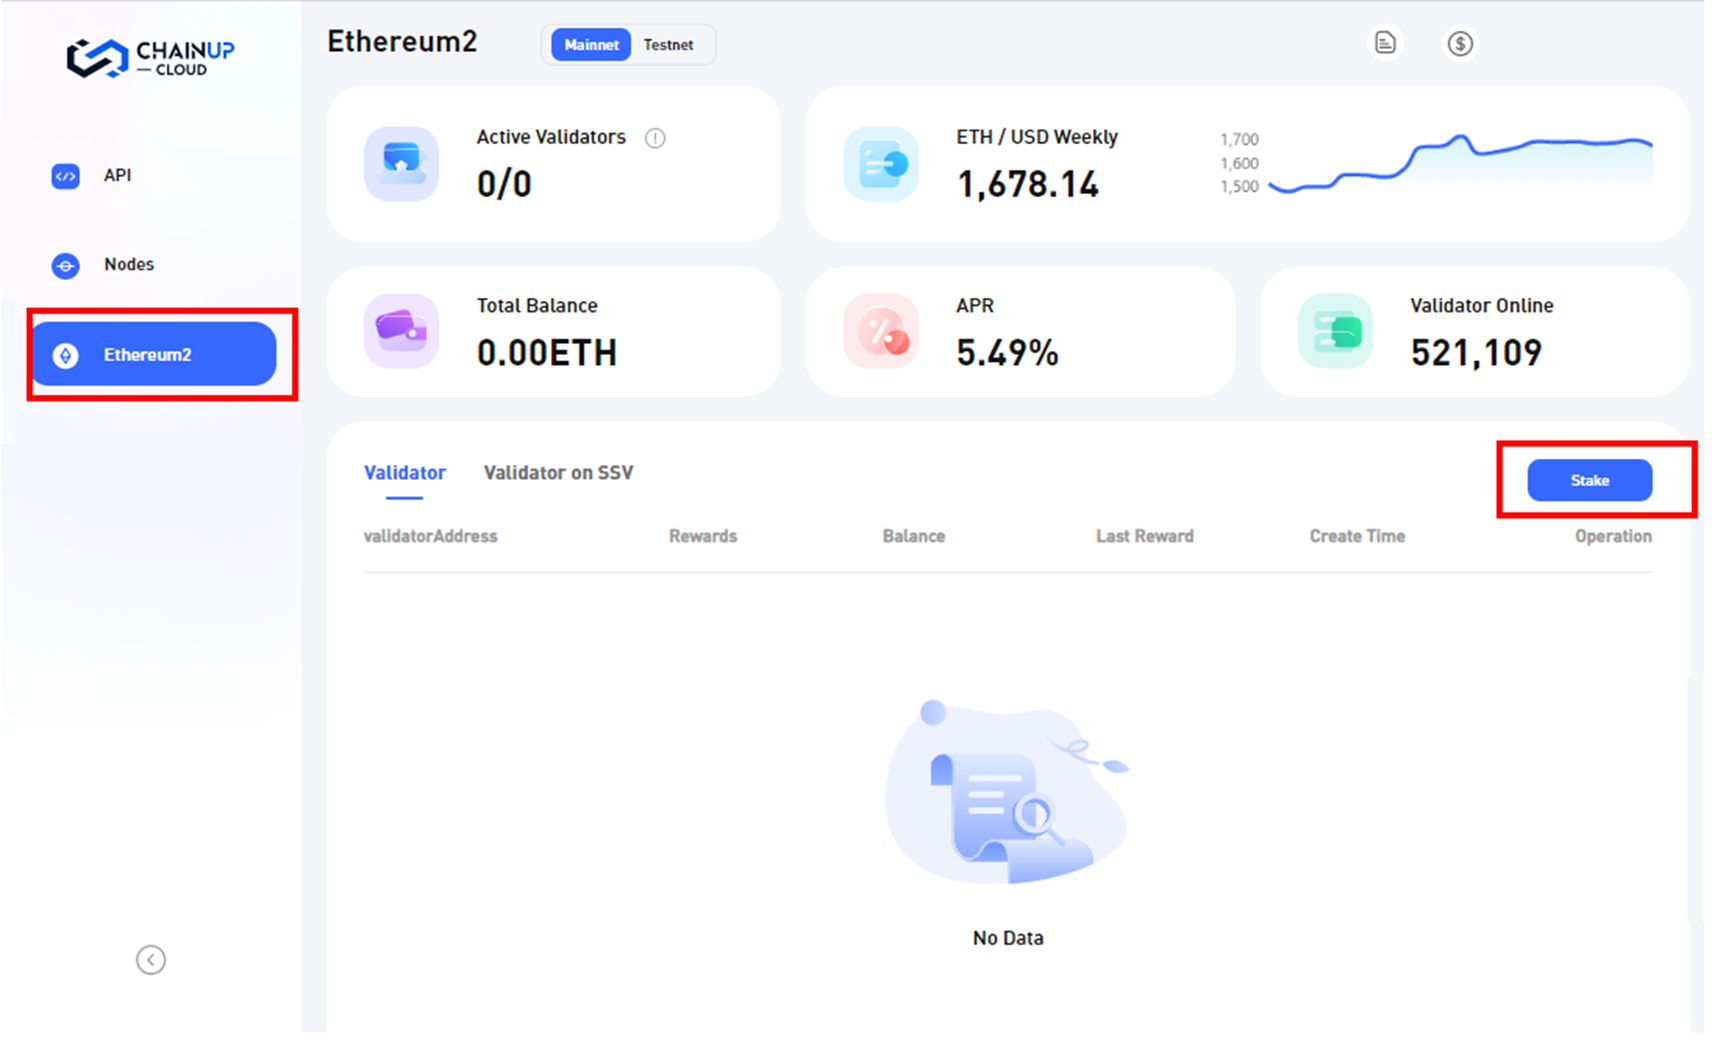 CHAINUP
CLOUD
API
Nodes
Ethereum2
Ethereum2
Mainnet
Testnet
Active Validators
0/0
ETH / USD Weekly
1,678.14
1,700
1,600
1,500
Total Balance
0.00ETH
APR
5.49%
Validator Online
521,109
Validator
Validator on SSV
Stake
validatorAddress
Rewards
Balance
Last Reward
Create Time
Operation
No Data